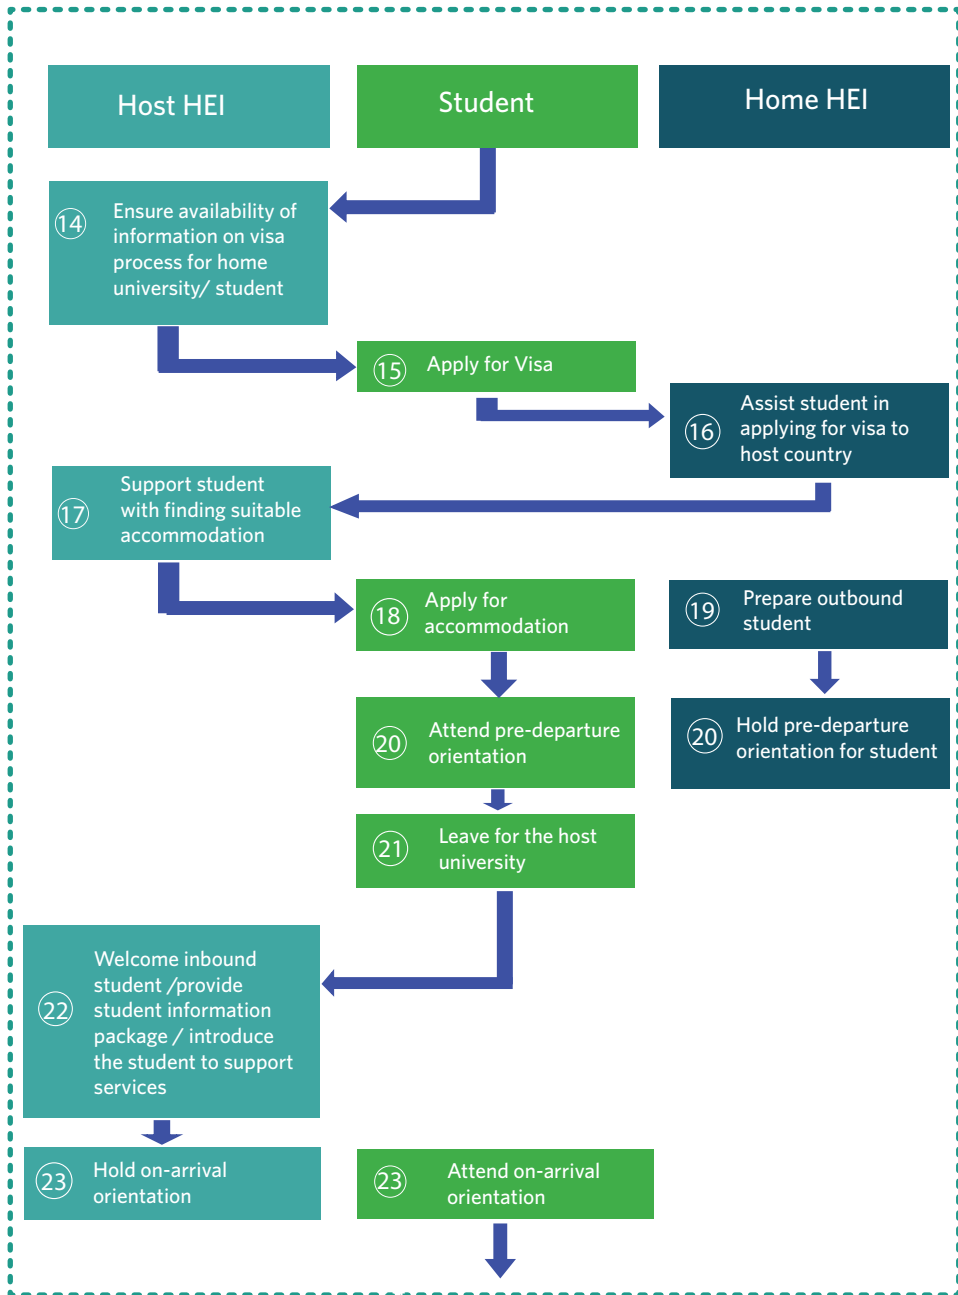 Host HEI
Student
Home HEI
14
Ensure availability of
information on visa
process for home
university/ student
15
Apply for Visa
16
Assist student in
applying for visa to
host country
17
Support student
with finding suitable
accommodation
18
Apply for
accommodation
19
Prepare outbound
student
20
Attend pre-departure
orientation
20
Hold pre-departure
orientation for student
21
Leave for the host
university
22
Welcome inbound
student /provide
student information
package / introduce
the student to support
services
23
Hold on-arrival
orientation
23
Attend on-arrival
orientation